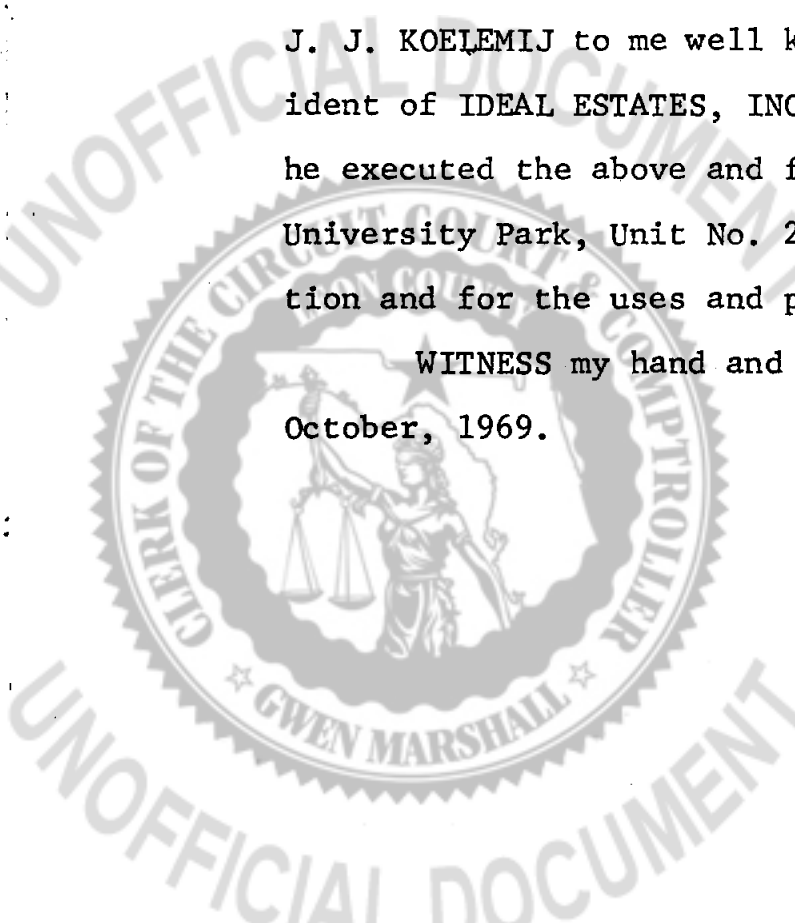 J. J. KOELEMIJ to me well k
ident of IDEAL ESTATES, INC
he executed the above and f
University Park, Unit No. 2
tion and for the uses and p
WITNESS my hand and
October, 1969.
UNOFFICIAL DOCUMENT
CLERK OF THE CIRCUIT COURT & COMPTROLLER
LEON COUNTY
GWEN MARSHALL
UNOFFICIAL DOCUMENT